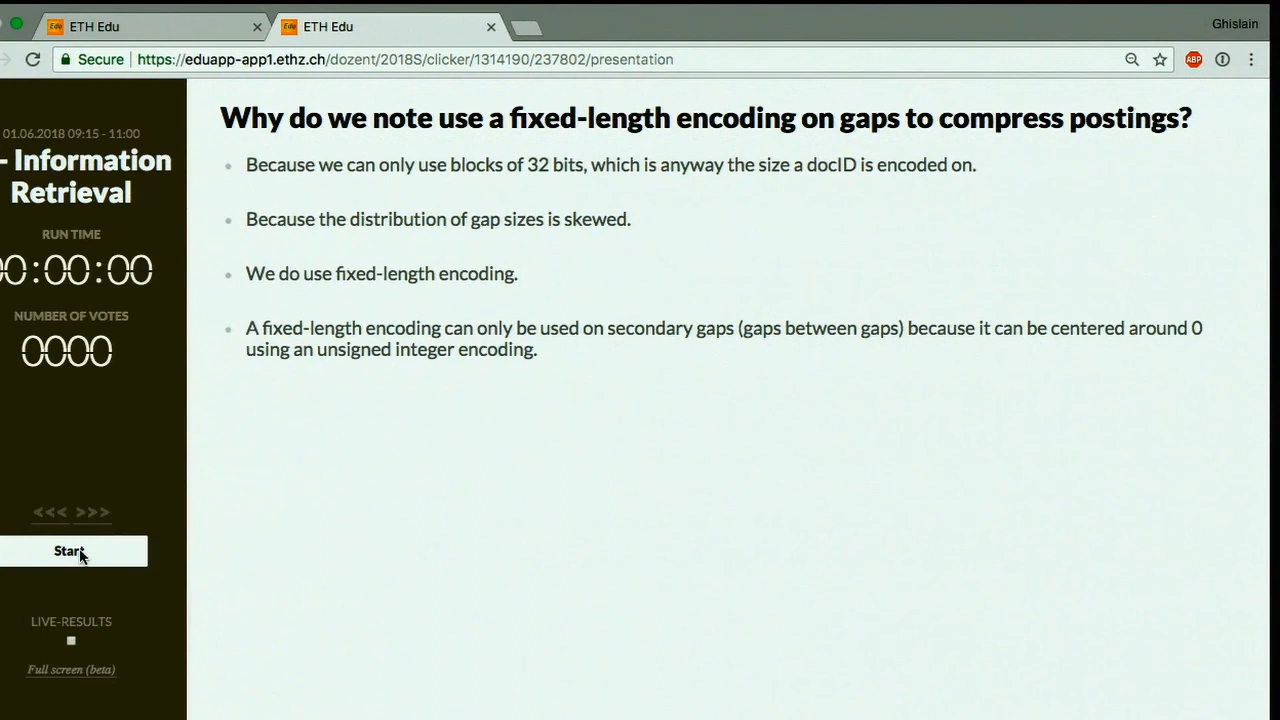 ETH Edu
ETH Edu
Ghislain
Secure
https://eduapp-app1.ethz.ch/dozent/2018S/clicker/1314190/237802/presentation
ABP
01.06.2018 09:15 - 11:00
- Information
Retrieval
RUN TIME
00:00:00
NUMBER OF VOTES
0000
<<< >>>
Start
LIVE-RESULTS
Full screen (beta)
Why do we note use a fixed-length encoding on gaps to compress postings?
Because we can only use blocks of 32 bits, which is anyway the size a docID is encoded on.
Because the distribution of gap sizes is skewed.
We do use fixed-length encoding.
A fixed-length encoding can only be used on secondary gaps (gaps between gaps) because it can be centered around 0
using an unsigned integer encoding.